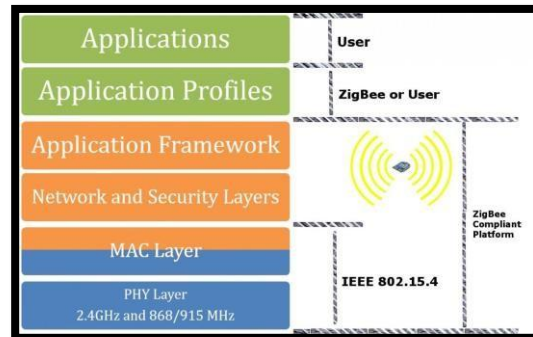 Applications
User
Application Profiles
ZigBee or User
Application Framework
Network and Security Layers
ZigBee
Compliant
Platform
MAC Layer
IEEE 802.15.4
PHY Layer
2.4GHz and 868/915 MHz